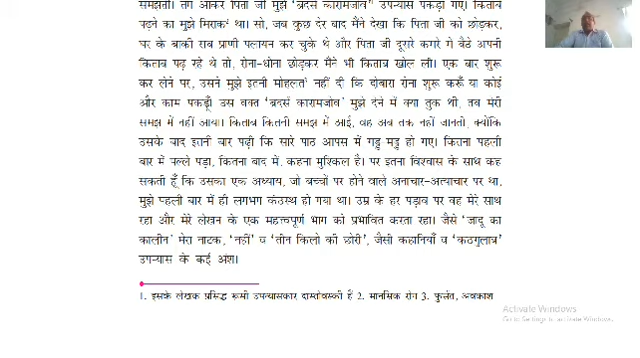 समझता। तंग आकर पिता जी मुझे 'ब्रदर्स कारामजोव' उपन्यास पकड़ा गए। किताब
पढ़ने का मुझे मिराक² था। सो, जब कुछ देर बाद मैंने देखा कि पिता जी को छोड़कर,
घर के बाकी सब प्राणी पलायन कर चुके थे और पिता जी दूसरे कमरे में बैठे अपनी
किताब पढ़ रहे थे तो, रोना-धोना छोड़कर मैंने भी किताब खोल ली। एक बार शुरू
कर लेने पर, उसने मुझे इतनी मोहलत³ नहीं दी कि दोबारा रोना शुरू करूँ या कोई
और काम पकड़ूँ। उस वक्त 'ब्रदर्स कारामजोव' मुझे देने में क्या तुक थी, तब मेरी
समझ में नहीं आया। किताब कितनी समझ में आई, वह अब तक नहीं जानती, क्योंकि
उसके बाद इतनी बार पढ़ी कि सारे पाठ आपस में गड्ड मड्ड हो गए। कितना पहली
बार में पल्ले पड़ा, कितना बाद में, कहना मुश्किल है। पर इतना विश्वास के साथ कह
सकती हूँ कि उसका एक अध्याय, जो बच्चों पर होने वाले अनाचार-अत्याचार पर था,
मुझे पहली बार में ही लगभग कंठस्थ हो गया था। उम्र के हर पड़ाव पर वह मेरे साथ
रहा और मेरे लेखन के एक महत्त्वपूर्ण भाग को प्रभावित करता रहा। जैसे 'जादू का
कालीन' मेरा नाटक, 'नहीं' व 'तीन किलो की छोरी', जैसी कहानियाँ व 'कठगुलाब'
उपन्यास के कई अंश।
1. इसके लेखक प्रसिद्ध रूसी उपन्यासकार दास्तोवस्की हैं 2. मानसिक रोग 3. फुर्सत, अवकाश
Activate Windows
Go to Settings to activate Windows.